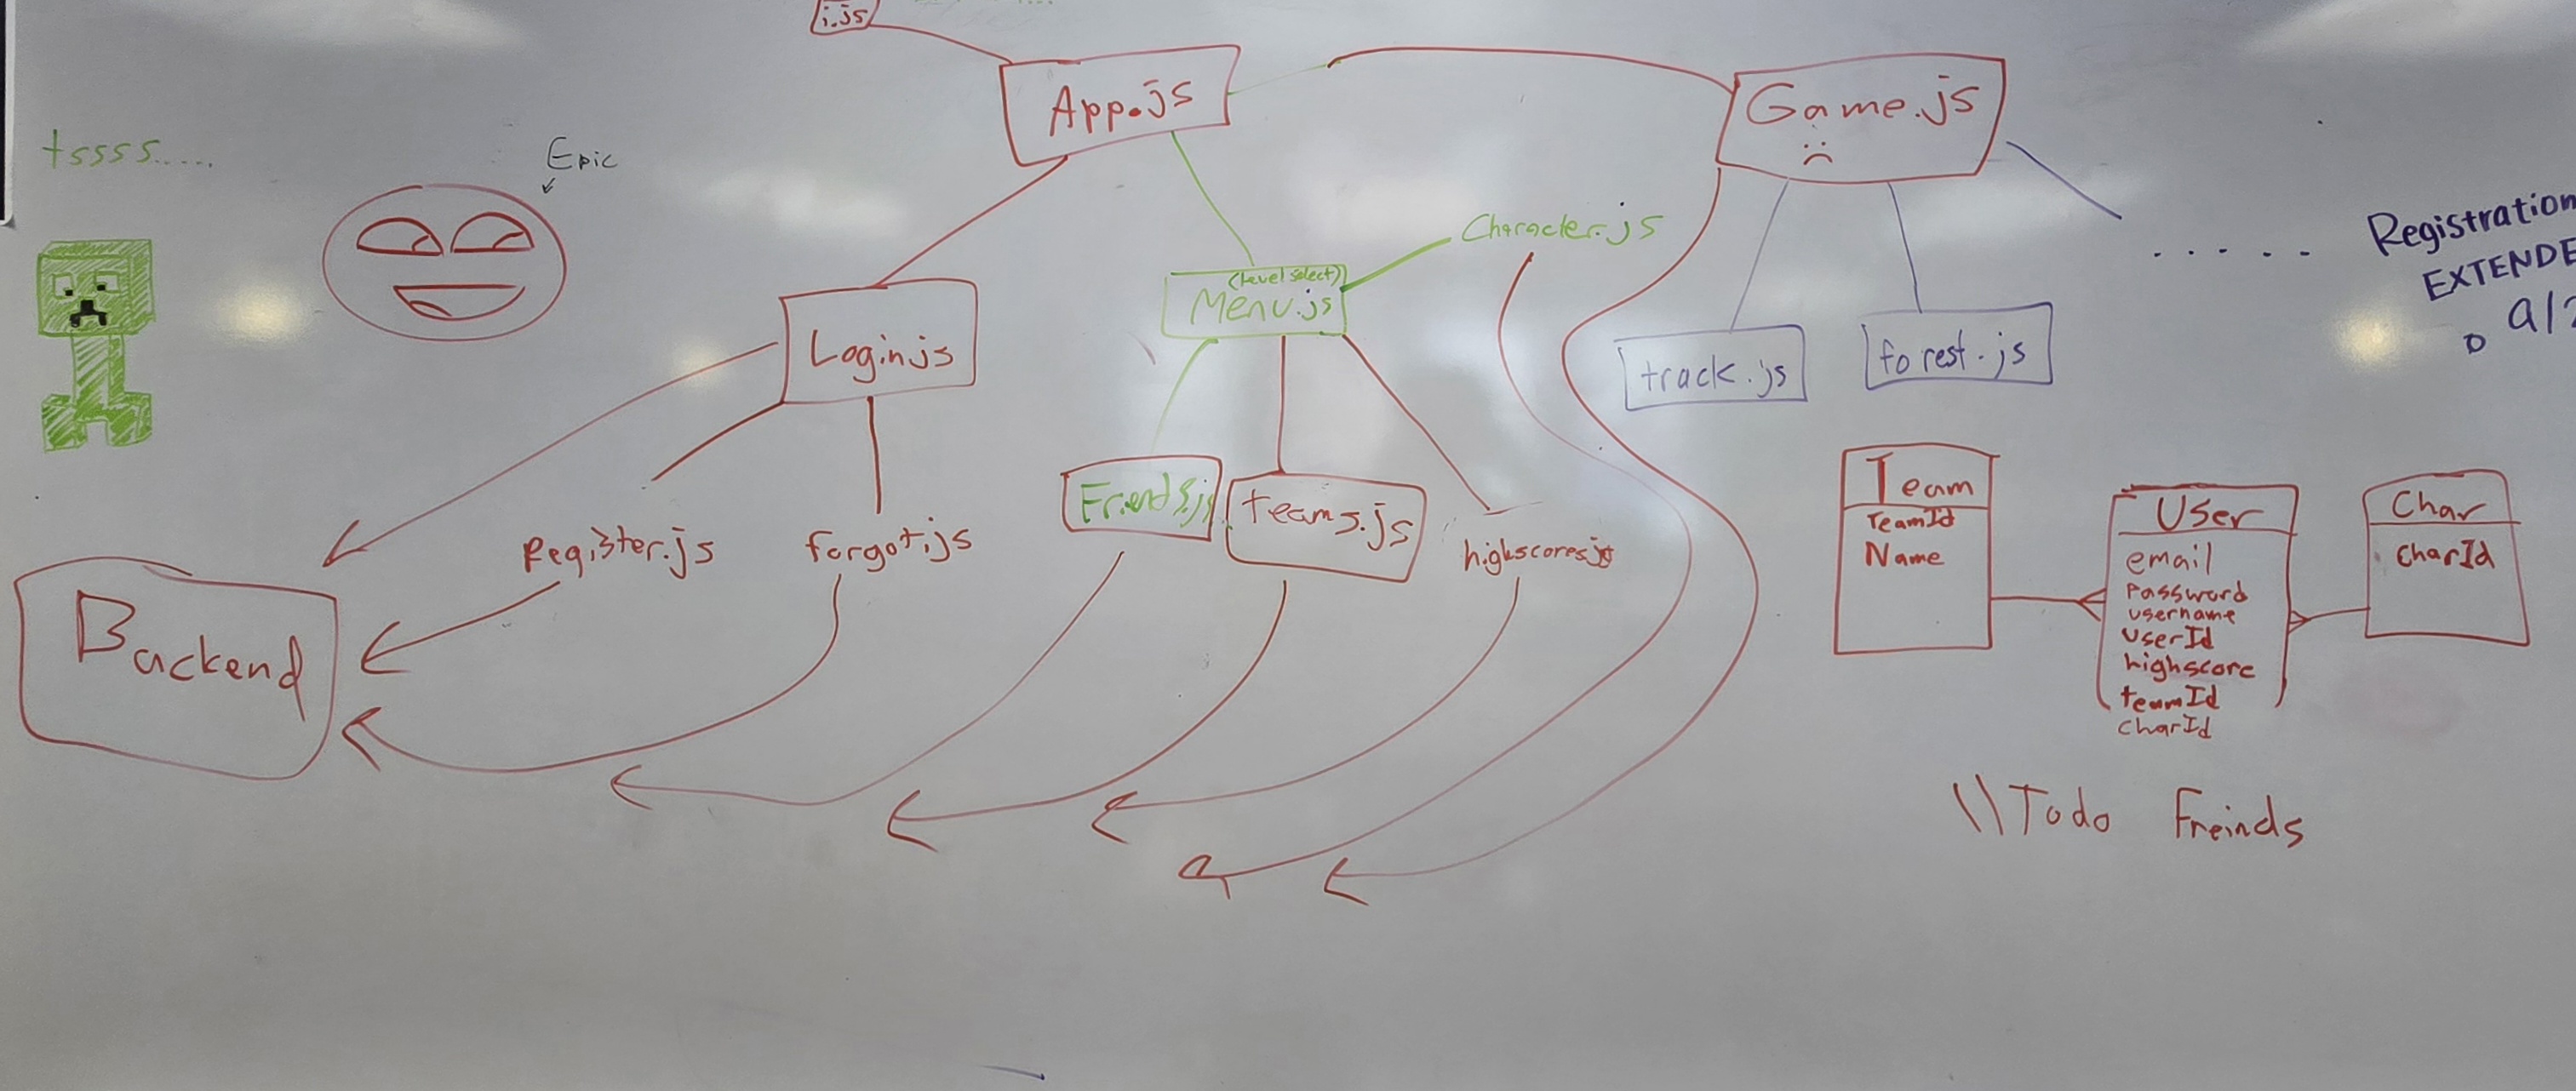 i.js
App.js
Game.js
tssss.....
Epic
Character.js
(Level select)
Menu.js
Registration
EXTENDE
Login.js
track.js
forest.js
Friends.js
teams.js
Register.js
forgot.js
highscores.js
Backend
Team
TeamId
Name
User
email
Password
username
UserId
highscore
teamId
charId
Char
charId
\\Todo Freinds